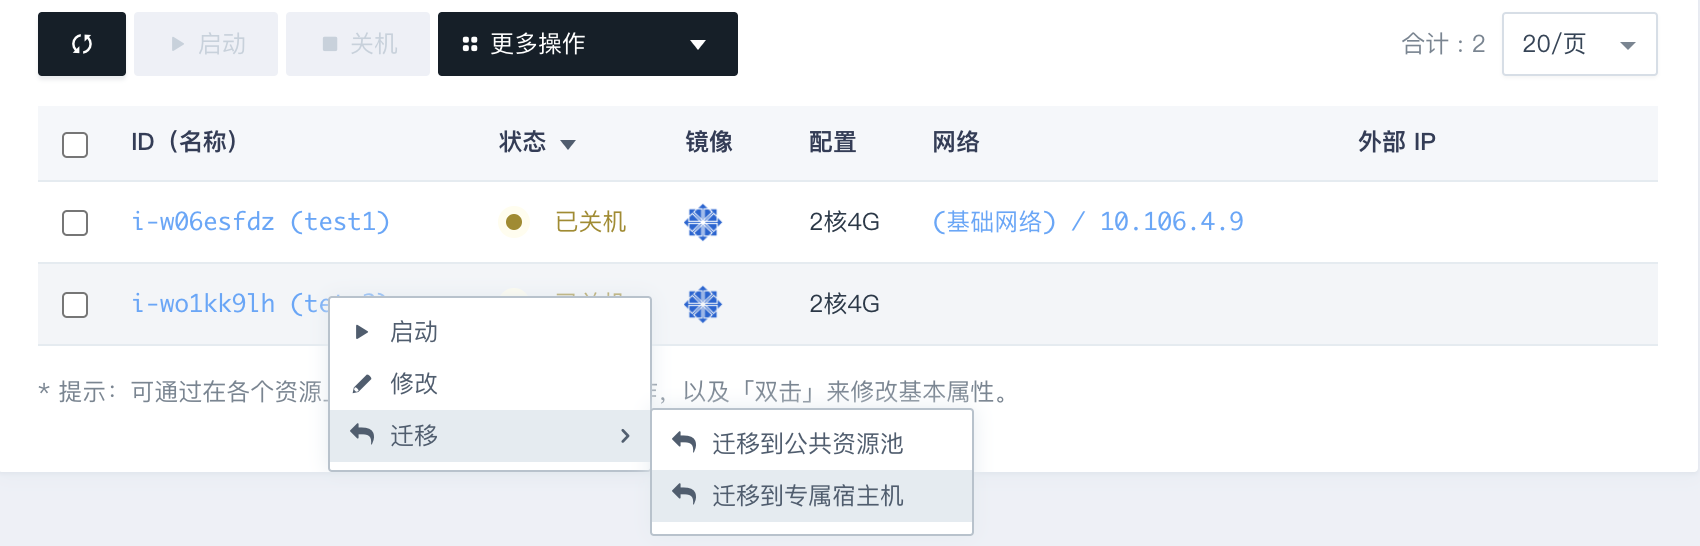 启动 关机 更多操作 合计：2 20/页
ID（名称） 状态 镜像 配置 网络 外部 IP
i-w06esfdz (test1) 已关机 2核4G (基础网络) / 10.106.4.9
i-wo1kk9lh (te 2核4G
启动
修改
* 提示：可通过在各个资源 ，以及「双击」来修改基本属性。
迁移
迁移到公共资源池
迁移到专属宿主机